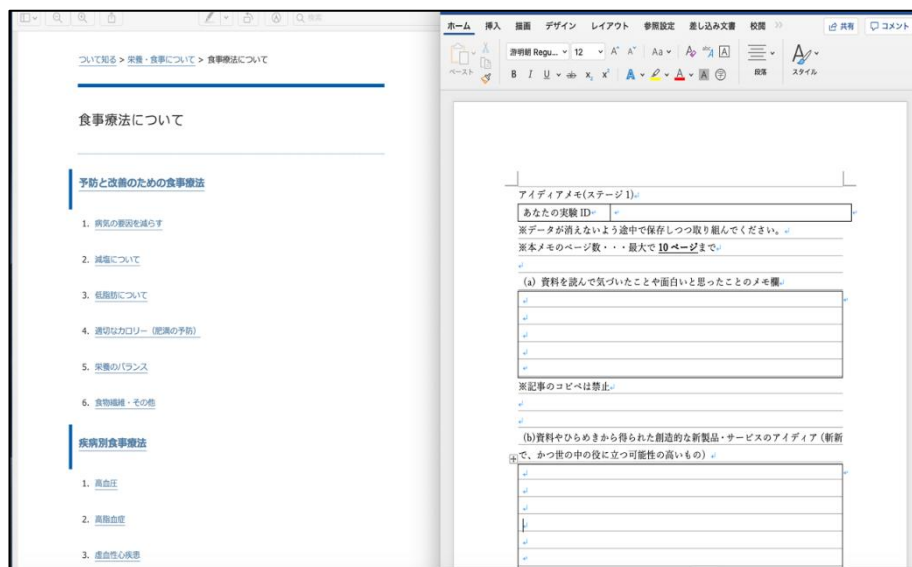 検索
ついて知る > 栄養・食事について > 食事療法について
食事療法について
予防と改善のための食事療法
1. 病気の要因を減らす
2. 減塩について
3. 低脂肪について
4. 適切なカロリー（肥満の予防）
5. 栄養のバランス
6. 食物繊維・その他
疾病別食事療法
1. 高血圧
2. 高脂血症
3. 虚血性心疾患
ホーム 挿入 描画 デザイン レイアウト 参照設定 差し込み文書 校閲 共有 コメント
ペースト
游明朝 Regu... 12
段落
スタイル
アイディアメモ(ステージ 1)
あなたの実験 ID
※データが消えないよう途中で保存しつつ取り組んでください。
※本メモのページ数・・・最大で 10 ページまで
(a) 資料を読んで気づいたことや面白いと思ったことのメモ欄
※記事のコピペは禁止
(b)資料やひらめきから得られた創造的な新製品・サービスのアイディア（斬新
で、かつ世の中の役に立つ可能性の高いもの）